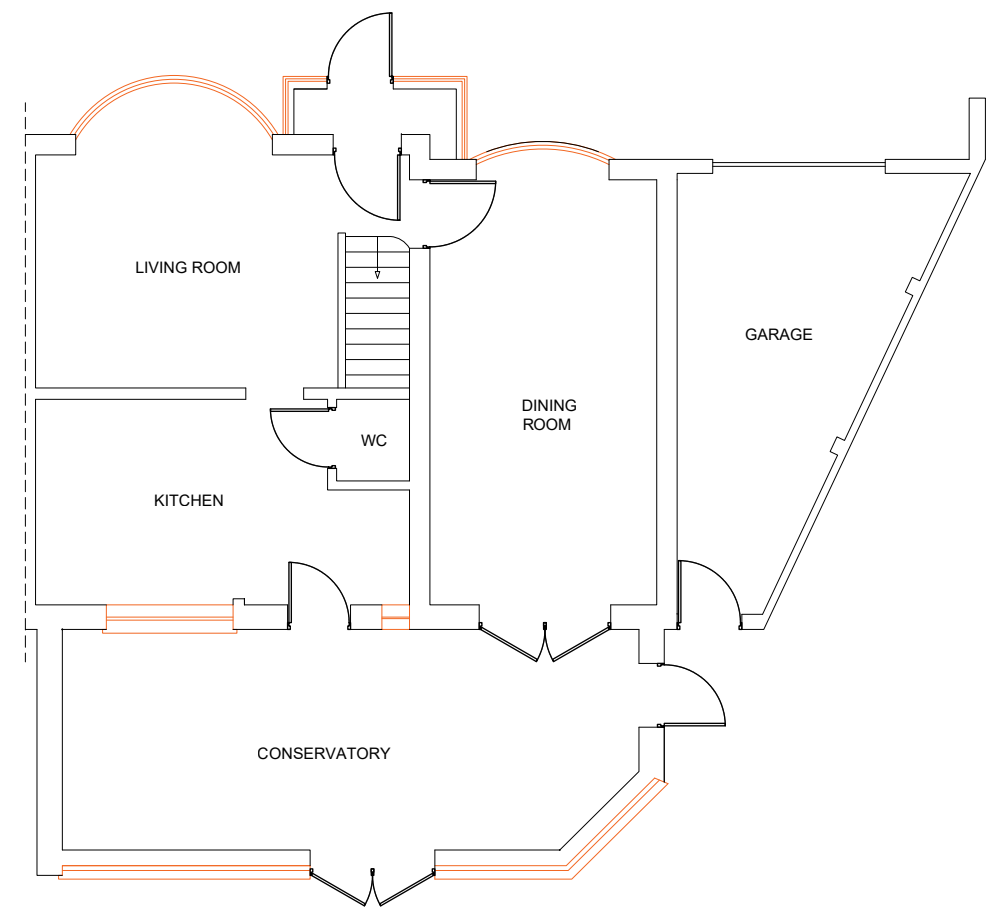 LIVING ROOM
GARAGE
DINING
ROOM
WC
KITCHEN
CONSERVATORY